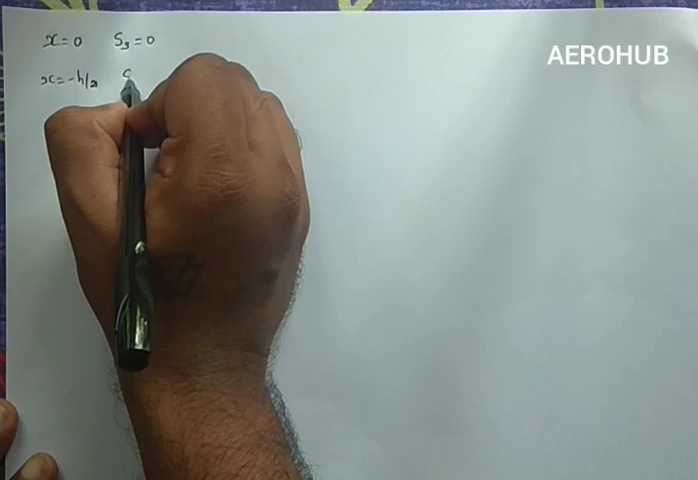 x = 0 S₃ = 0
AEROHUB
x = -h/2 S